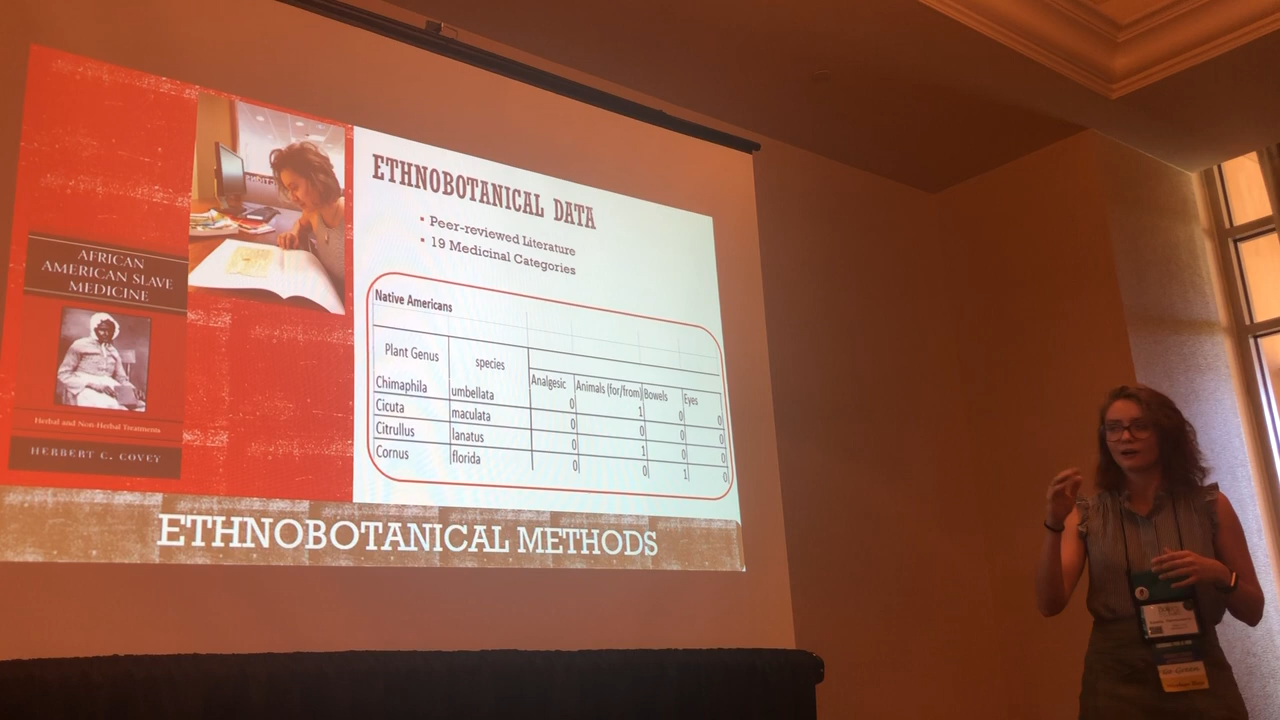 AFRICAN
AMERICAN SLAVE
MEDICINE
Herbal and Non-Herbal Treatments
HERBERT C. COVEY
ETHNOBOTANICAL DATA
▪ Peer-reviewed Literature
▪ 19 Medicinal Categories
Native Americans
Plant Genus species Analgesic Animals (for/from) Bowels Eyes
Chimaphila umbellata 0 1 0 0
Cicuta maculata 0 0 0 0
Citrullus lanatus 0 1 0 0
Cornus florida 0 0 1 0
ETHNOBOTANICAL METHODS
Go Green